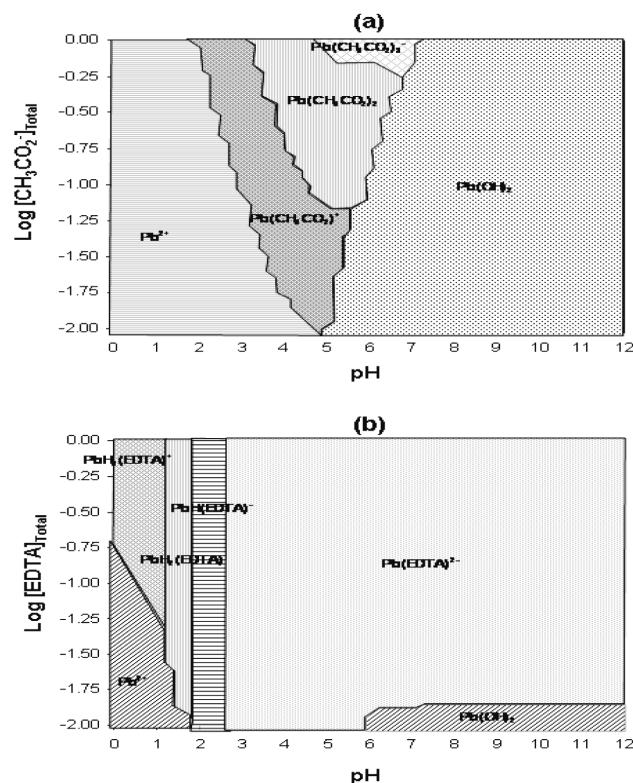 (a)
Log [CH₃CO₂⁻]Total
0.00
-0.25
-0.50
-0.75
-1.00
-1.25
-1.50
-1.75
-2.00
Pb(CH₃CO₂)₃⁻
Pb(CH₃CO₂)₂
Pb(OH)₂
Pb(CH₃CO₂)⁺
Pb²⁺
0 1 2 3 4 5 6 7 8 9 10 11 12
pH
(b)
Log [EDTA]Total
0.00
-0.25
-0.50
-0.75
-1.00
-1.25
-1.50
-1.75
-2.00
PbH(EDTA)⁻
PbH₂(EDTA)
Pb(EDTA)²⁻
Pb²⁺
Pb(OH)₂
0 1 2 3 4 5 6 7 8 9 10 11 12
pH